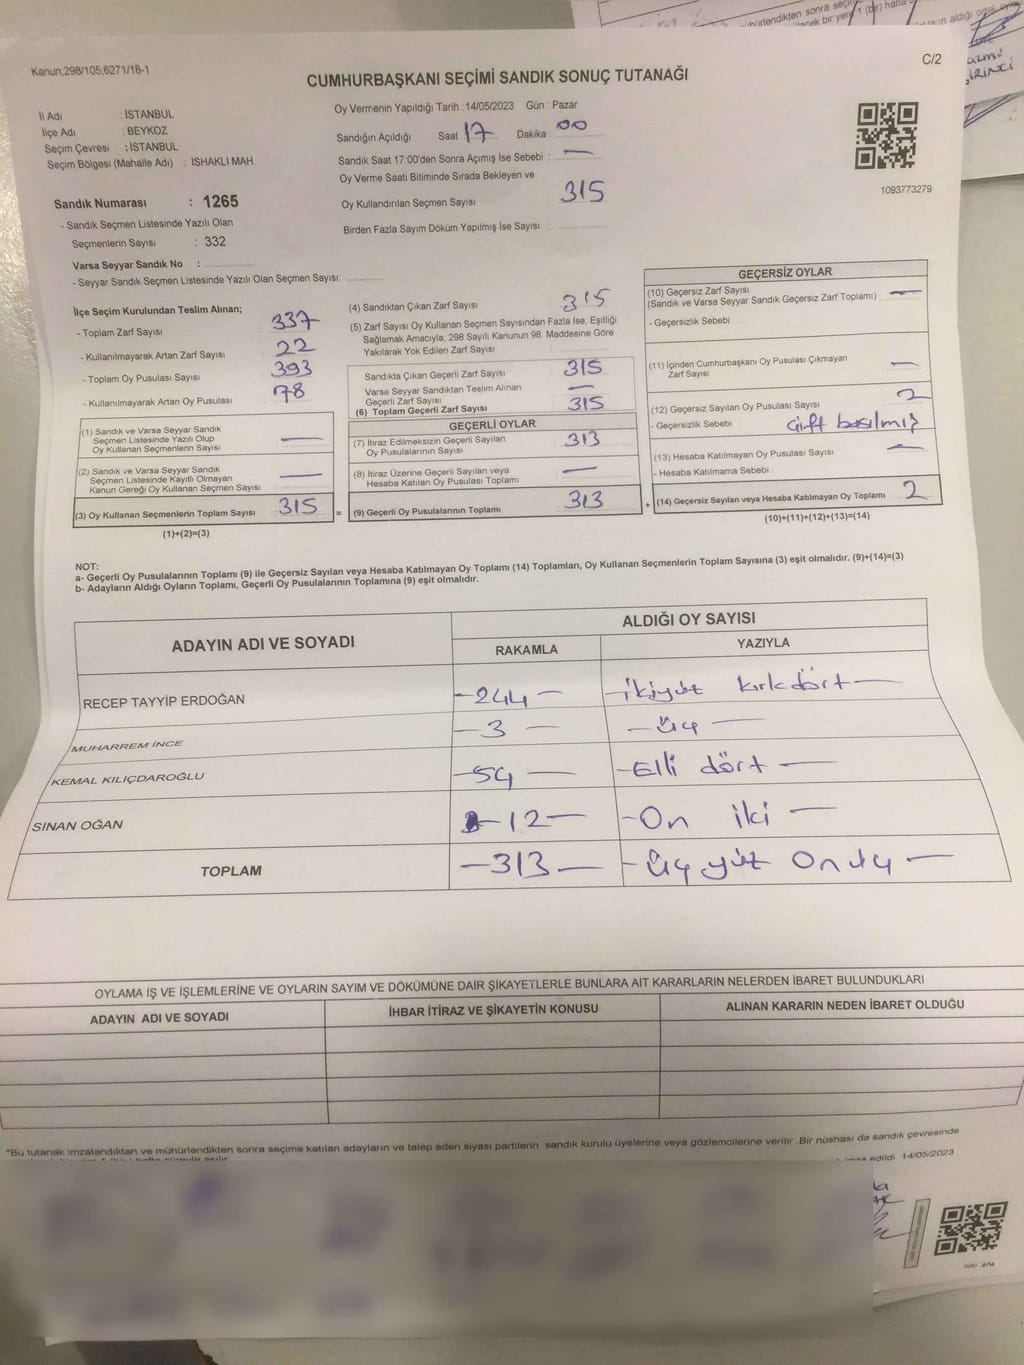 Kanun;298/105;6271/18-1
C/2
CUMHURBAŞKANI SEÇİMİ SANDIK SONUÇ TUTANAĞI
İl Adı : İSTANBUL
İlçe Adı : BEYKOZ
Seçim Çevresi : İSTANBUL
Seçim Bölgesi (Mahalle Adı) : İSHAKLI MAH.
Sandık Numarası : 1265
- Sandık Seçmen Listesinde Yazılı Olan
Seçmenlerin Sayısı : 332
Varsa Seyyar Sandık No :
- Seyyar Sandık Seçmen Listesinde Yazılı Olan Seçmen Sayısı:
Oy Vermenin Yapıldığı Tarih :14/05/2023 Gün : Pazar
Sandığın Açıldığı Saat 17 Dakika : 00
Sandık Saat 17:00'den Sonra Açımış İse Sebebi : —
Oy Verme Saati Bitiminde Sırada Bekleyen ve
Oy Kullandırılan Seçmen Sayısı : 315
Birden Fazla Sayım Döküm Yapılmış İse Sayısı :
1093773279
İlçe Seçim Kurulundan Teslim Alınan;
- Toplam Zarf Sayısı : 337
- Kullanılmayarak Artan Zarf Sayısı : 22
- Toplam Oy Pusulası Sayısı : 393
- Kullanılmayarak Artan Oy Pusulası : 78
(1) Sandık ve Varsa Seyyar Sandık
Seçmen Listesinde Yazılı Olup
Oy Kullanan Seçmen Sayısı : —
(2) Sandık ve Varsa Seyyar Sandık
Seçmen Listesinde Kayıtlı Olmayan
Kanun Gereği Oy Kullanan Seçmen Sayısı : —
(3) Oy Kullanan Seçmenlerin Toplam Sayısı : 315
(1)+(2)=(3)
(4) Sandıktan Çıkan Zarf Sayısı : 315
(5) Zarf Sayısı Oy Kullanan Seçmen Sayısından Fazla İse, Eşitliği
Sağlamak Amacıyla, 298 Sayılı Kanunun 98. Maddesine Göre
Yakılarak Yok Edilen Zarf Sayısı :
Sandıkta Çıkan Geçerli Zarf Sayısı : 315
Varsa Seyyar Sandıktan Teslim Alınan
Geçerli Zarf Sayısı : —
(6) Toplam Geçerli Zarf Sayısı : 315
GEÇERLİ OYLAR
(7) İtiraz Edilmeksizin Geçerli Sayılan
Oy Pusulalarının Sayısı : 313
(8) İtiraz Üzerine Geçerli Sayılan veya
Hesaba Katılan Oy Pusulası Toplamı : —
= (9) Geçerli Oy Pusulalarının Toplamı : 313
GEÇERSİZ OYLAR
(10) Geçersiz Zarf Sayısı : —
(Sandık ve Varsa Seyyar Sandık Geçersiz Zarf Toplamı)
- Geçersizlik Sebebi :
(11) İçinden Cumhurbaşkanı Oy Pusulası Çıkmayan
Zarf Sayısı : —
(12) Geçersiz Sayılan Oy Pusulası Sayısı : 2
- Geçersizlik Sebebi : Çift basılmış
(13) Hesaba Katılmayan Oy Pusulası Sayısı : —
- Hesaba Katılmama Sebebi :
+ (14) Geçersiz Sayılan veya Hesaba Katılmayan Oy Toplamı : 2
(10)+(11)+(12)+(13)=(14)
NOT:
a- Geçerli Oy Pusulalarının Toplamı (9) ile Geçersiz Sayılan veya Hesaba Katılmayan Oy Toplamı (14) Toplamları, Oy Kullanan Seçmenlerin Toplam Sayısına (3) eşit olmalıdır. (9)+(14)=(3)
b- Adayların Aldığı Oyların Toplamı, Geçerli Oy Pusulalarının Toplamına (9) eşit olmalıdır.
ADAYIN ADI VE SOYADI
ALDIĞI OY SAYISI
RAKAMLA YAZIYLA
RECEP TAYYİP ERDOĞAN —244— —ikiyüz kırkdört—
MUHARREM İNCE —3— —üç—
KEMAL KILIÇDAROĞLU —54— —Elli dört—
SİNAN OĞAN —12— —On iki—
TOPLAM —313— —üçyüz onüç—
OYLAMA İŞ VE İŞLEMLERİNE VE OYLARIN SAYIM VE DÖKÜMÜNE DAİR ŞİKAYETLERLE BUNLARA AİT KARARLARIN NELERDEN İBARET BULUNDUKLARI
ADAYIN ADI VE SOYADI İHBAR İTİRAZ VE ŞİKAYETİN KONUSU ALINAN KARARIN NEDEN İBARET OLDUĞU
*Bu tutanak imzalandıktan ve mühürlendikten sonra seçime katılan adayların ve talep eden siyasi partilerin sandık kurulu üyelerine veya gözlemcilerine verilir. Bir nüshası da sandık çevresinde
imza edildi. 14/05/2023